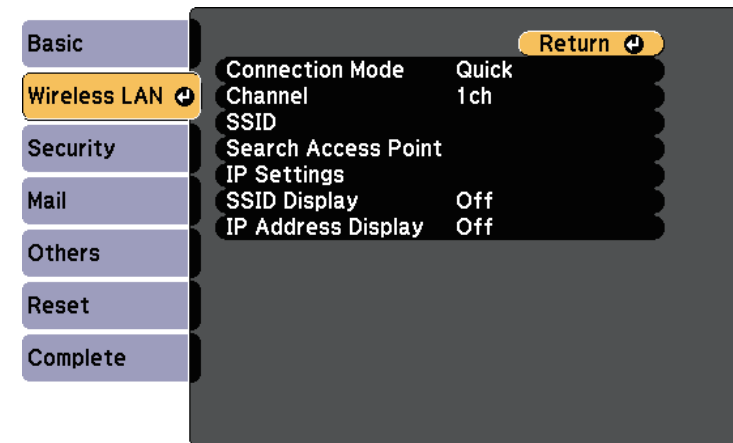 Basic
Wireless LAN
Security
Mail
Others
Reset
Complete
Return
Connection Mode Quick
Channel 1ch
SSID
Search Access Point
IP Settings
SSID Display Off
IP Address Display Off